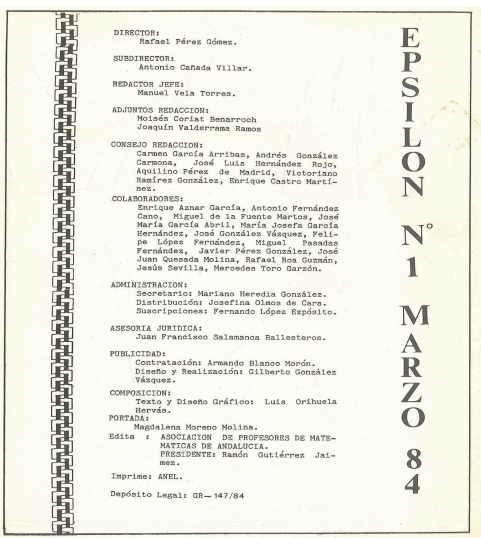 DIRECTOR:
Rafael Pérez Gómez.
SUBDIRECTOR:
Antonio Cañada Villar.
REDACTOR JEFE:
Manuel Vela Torres.
ADJUNTOS REDACCION:
Moisés Coriat Benarroch
Joaquín Valderrama Ramos
CONSEJO REDACCION:
Carmen García Arribas, Andrés González
Carmona, José Luis Hernández Rojo,
Aquilino Pérez de Madrid, Victoriano
Ramírez González, Enrique Castro Martí-
nez.
COLABORADORES:
Enrique Aznar García, Antonio Fernández
Cano, Miguel de la Fuente Martos, José
María García Abril, María Josefa García
Hernández, José González Vázquez, Feli-
pe López Fernández, Miguel Pasadas
Fernández, Javier Pérez González, José
Juan Quesada Molina, Rafael Roa Guzmán,
Jesús Sevilla, Mercedes Toro Garzón.
ADMINISTRACION:
Secretario: Mariano Heredia González.
Distribución: Josefina Olmos de Cara.
Suscripciones: Fernando López Expósito.
ASESORIA JURIDICA:
Juan Francisco Salamanca Ballesteros.
PUBLICIDAD:
Contratación: Armando Blanco Morón.
Diseño y Realización: Gilberto González
Vázquez.
COMPOSICION:
Texto y Diseño Gráfico: Luis Orihuela
Hervás.
PORTADA:
Magdalena Moreno Molina.
Edita : ASOCIACION DE PROFESORES DE MATE-
MATICAS DE ANDALUCIA.
PRESIDENTE: Ramón Gutiérrez Jai-
mez.
Imprime: ANEL.
Depósito Legal: GR-147/84
EPSILON Nº 1 MARZO 84